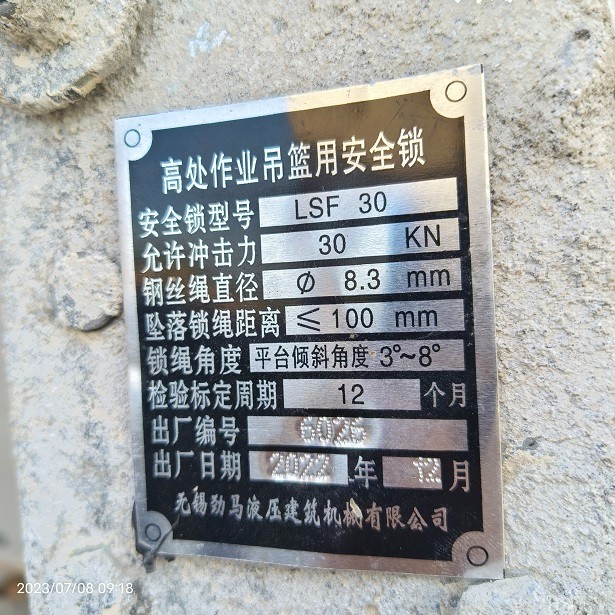 高处作业吊篮用安全锁
安全锁型号 LSF 30
允许冲击力 30 KN
钢丝绳直径 Ø 8.3 mm
坠落锁绳距离 ≤100 mm
锁绳角度 平台倾斜角度 3°~8°
检验标定周期 12 个月
出厂编号 6026
出厂日期 2022 年 12 月
无锡劲马液压建筑机械有限公司
2023/07/08 09:18